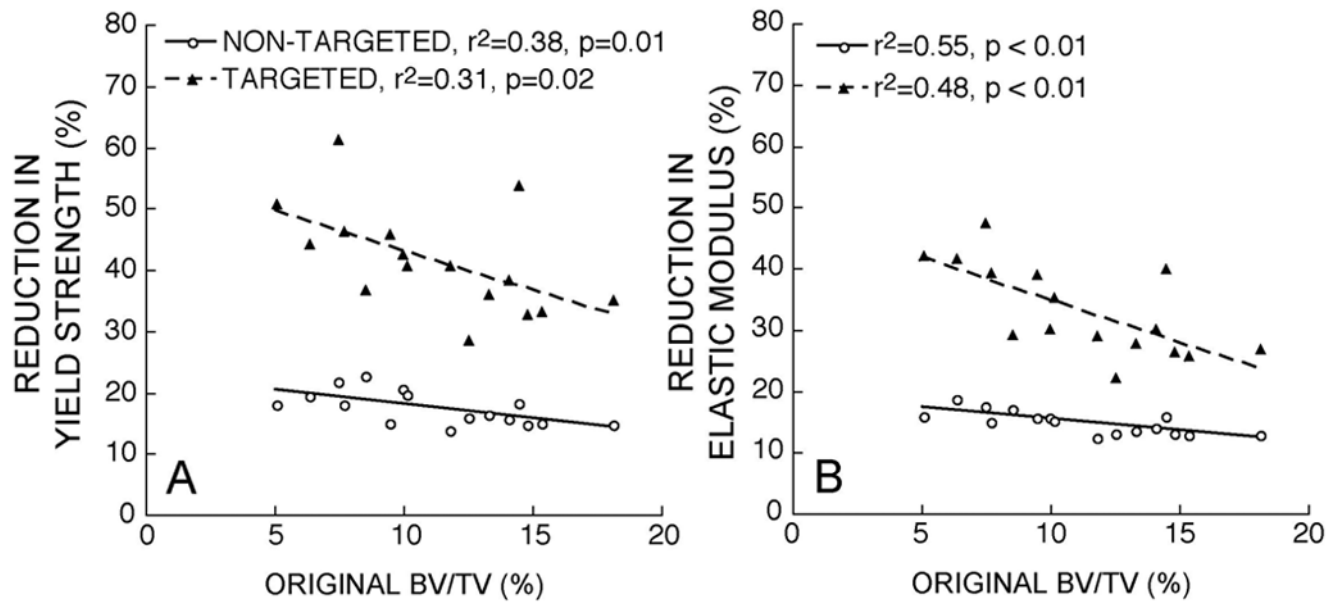 80
70
60
50
40
30
20
10
0
REDUCTION IN
YIELD STRENGTH (%)
NON-TARGETED, r²=0.38, p=0.01
TARGETED, r²=0.31, p=0.02
A
0 5 10 15 20
ORIGINAL BV/TV (%)
80
70
60
50
40
30
20
10
0
REDUCTION IN
ELASTIC MODULUS (%)
r²=0.55, p < 0.01
r²=0.48, p < 0.01
B
0 5 10 15 20
ORIGINAL BV/TV (%)